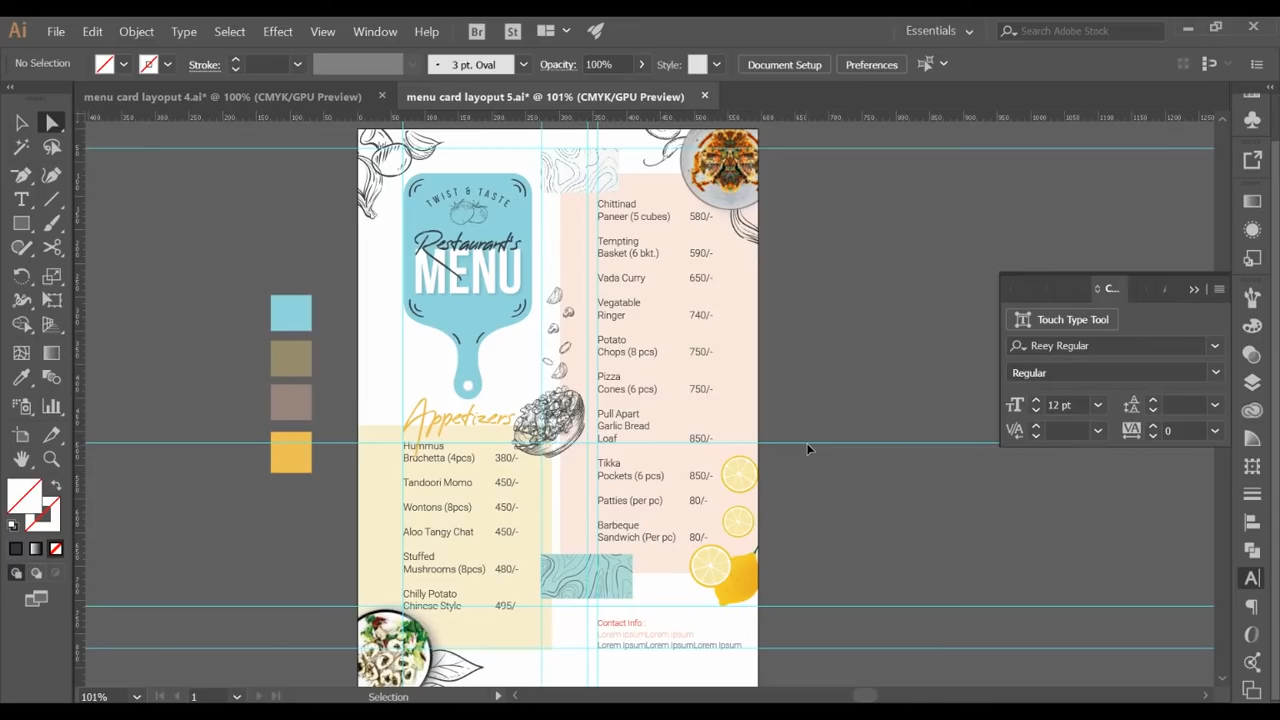 Ai File Edit Object Type Select Effect View Window Help Br St Essentials Search Adobe Stock
No Selection Stroke: 3 pt. Oval Opacity: 100% Style: Document Setup Preferences
menu card layoput 4.ai* @ 100% (CMYK/GPU Preview) menu card layoput 5.ai* @ 101% (CMYK/GPU Preview)
TWIST & TASTE
Restaurant's
MENU
Appetizers
Hummus
Bruchetta (4pcs) 380/-
Tandoori Momo 450/-
Wontons (8pcs) 450/-
Aloo Tangy Chat 450/-
Stuffed
Mushrooms (8pcs) 480/-
Chilly Potato
Chinese Style 495/
Chittinad
Paneer (5 cubes) 580/-
Tempting
Basket (6 bkt.) 590/-
Vada Curry 650/-
Vegatable
Ringer 740/-
Potato
Chops (8 pcs) 750/-
Pizza
Cones (6 pcs) 750/-
Pull Apart
Garlic Bread
Loaf 850/-
Tikka
Pockets (6 pcs) 850/-
Patties (per pc) 80/-
Barbeque
Sandwich (Per pc) 80/-
Contact Info :
Lorem IpsumLorem Ipsum
Lorem IpsumLorem IpsumLorem Ipsum
C...
Touch Type Tool
Reey Regular
Regular
12 pt
0
101% 1 Selection